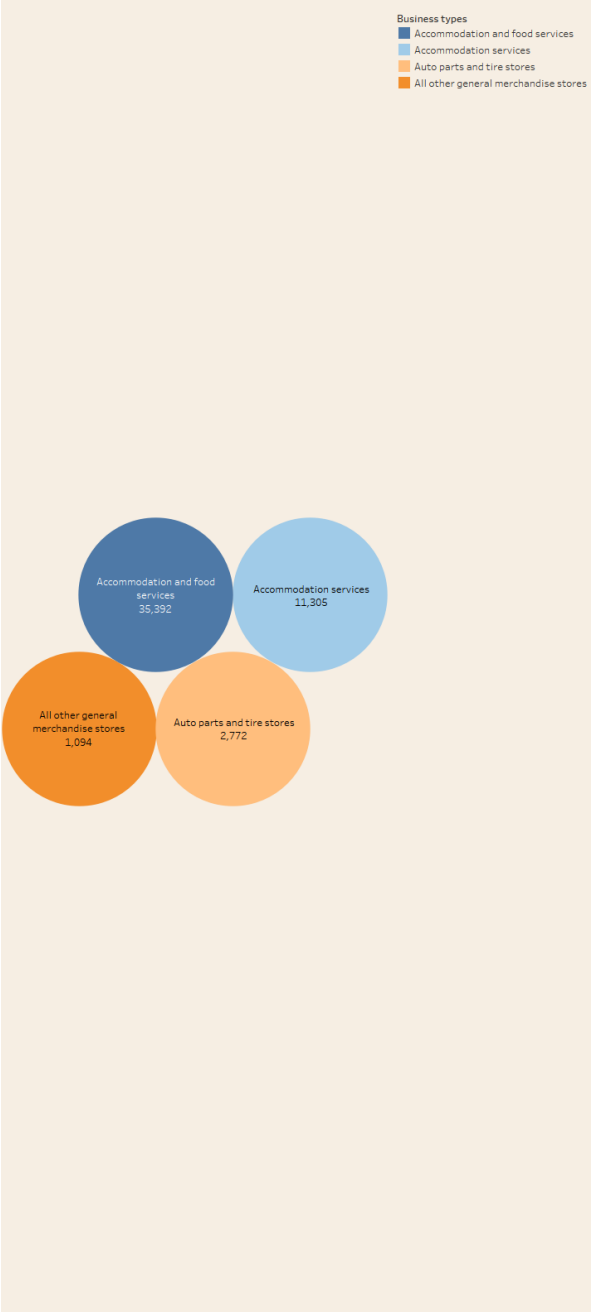 Business types
Accommodation and food services
Accommodation services
Auto parts and tire stores
All other general merchandise stores
Accommodation and food
services
35,392
Accommodation services
11,305
All other general
merchandise stores
1,094
Auto parts and tire stores
2,772